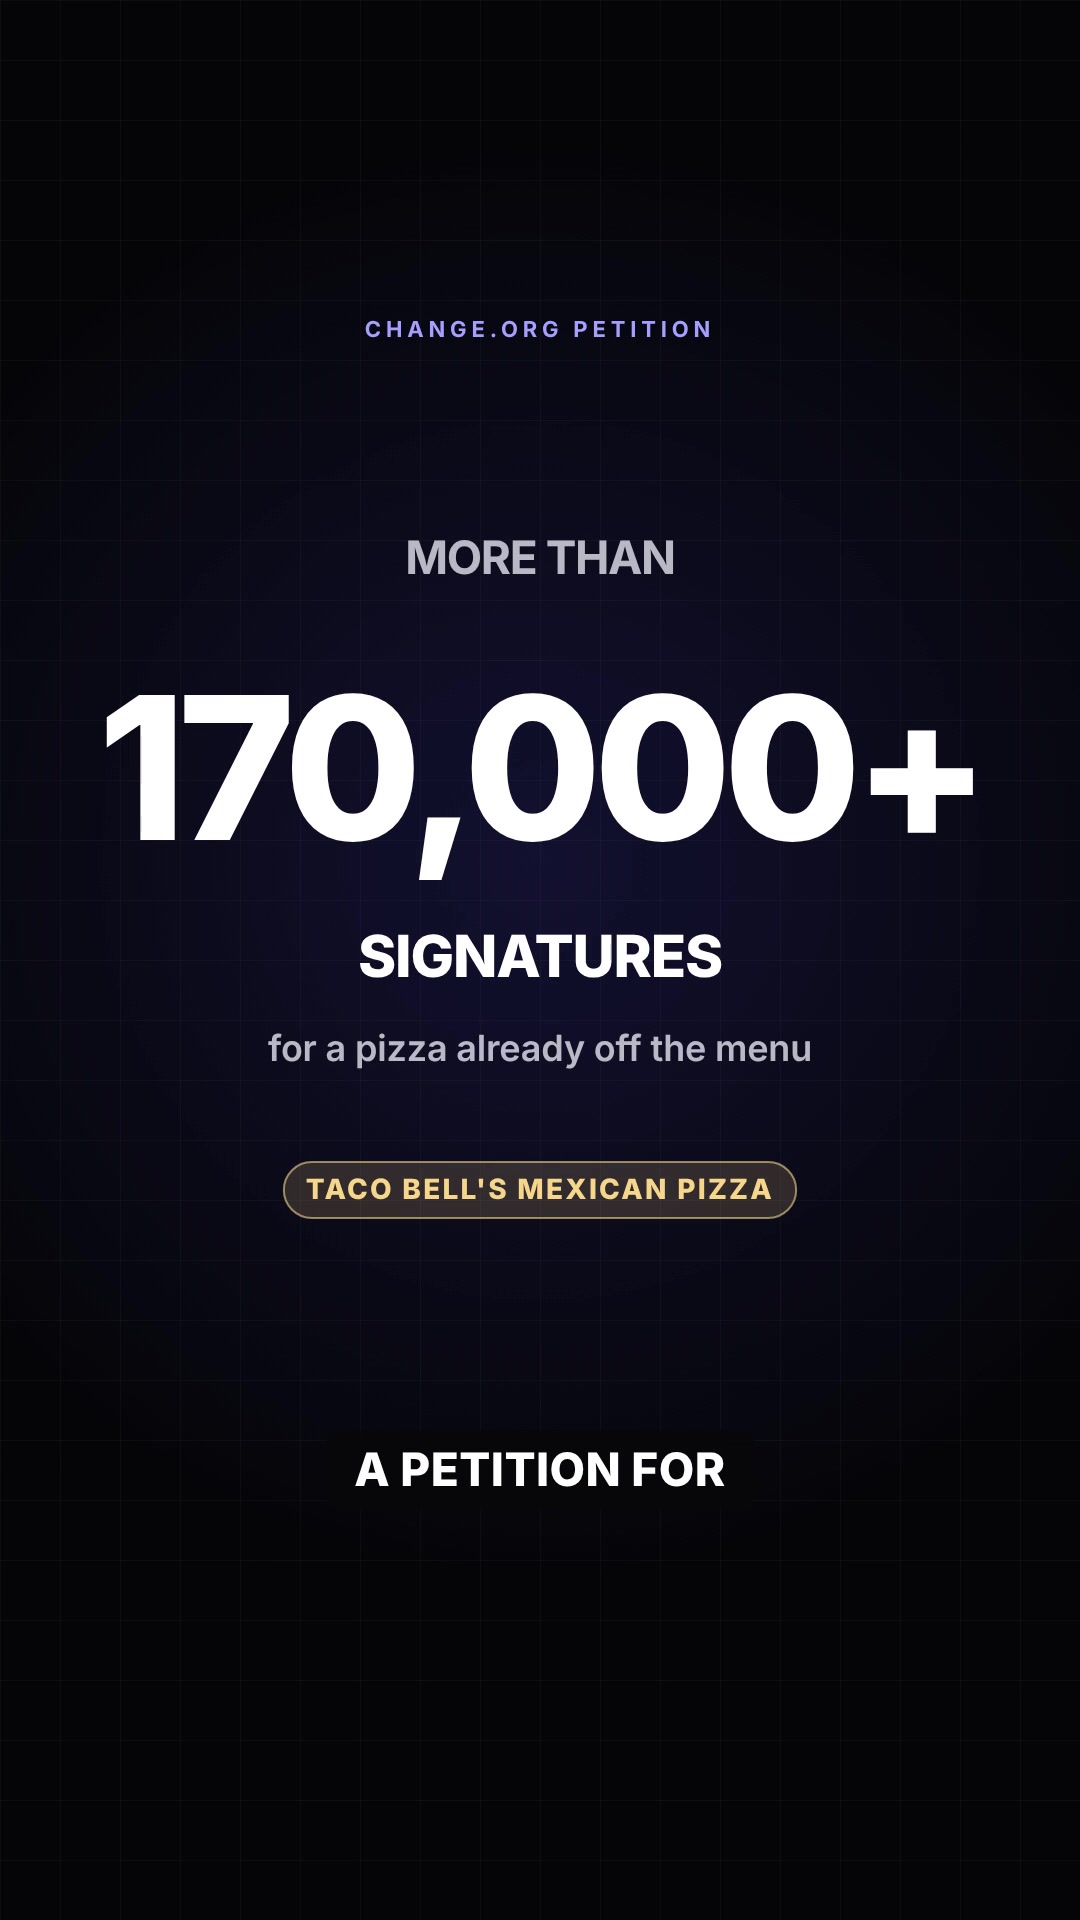 CHANGE.ORG PETITION
MORE THAN
170,000+
SIGNATURES
for a pizza already off the menu
TACO BELL'S MEXICAN PIZZA
A PETITION FOR